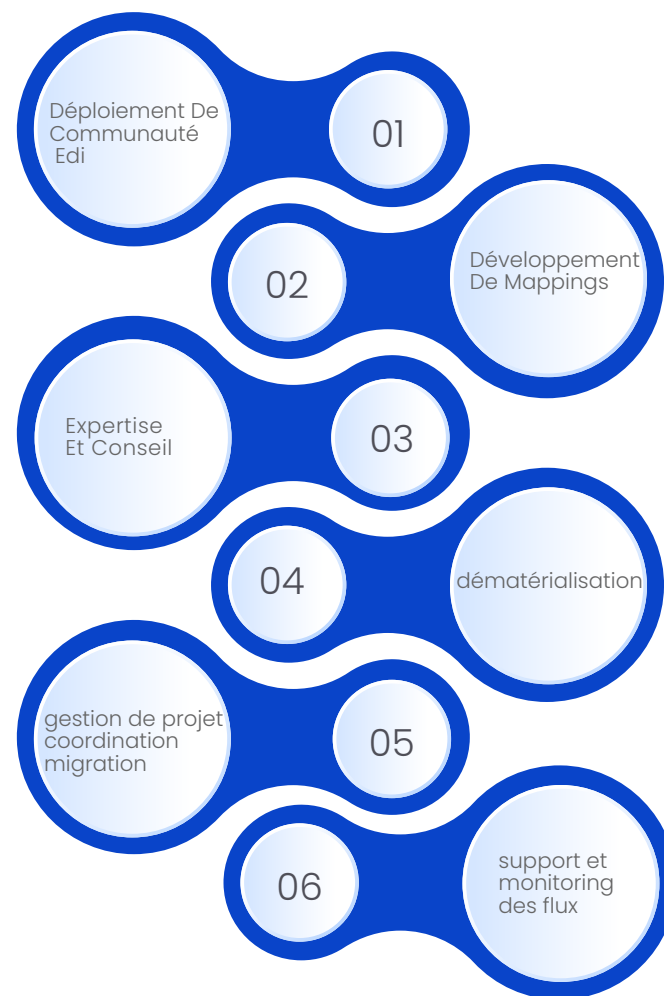 Déploiement De
Communauté
Edi
01
02
Développement
De Mappings
Expertise
Et Conseil
03
04
dématérialisation
gestion de projet
coordination
migration
05
06
support et
monitoring
des flux